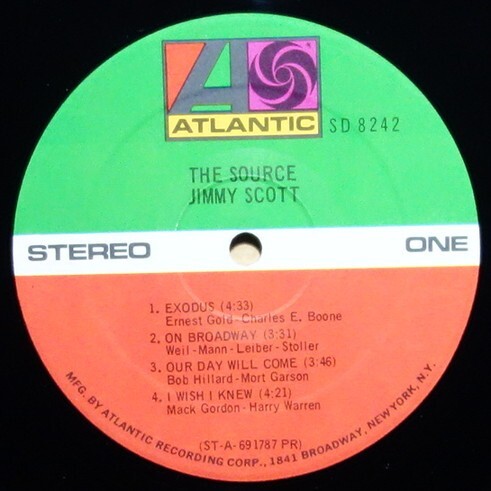 ATLANTIC
SD 8242
THE SOURCE
JIMMY SCOTT
STEREO
ONE
1. EXODUS (4:33)
Ernest Gold-Charles E. Boone
2. ON BROADWAY (3:31)
Weil-Mann-Leiber-Stoller
3. OUR DAY WILL COME (3:46)
Bob Hillard-Mort Garson
4. I WISH I KNEW (4:21)
Mack Gordon-Harry Warren
(ST-A-691787 PR)
MFG. BY ATLANTIC RECORDING CORP., 1841 BROADWAY, NEW YORK, N.Y.